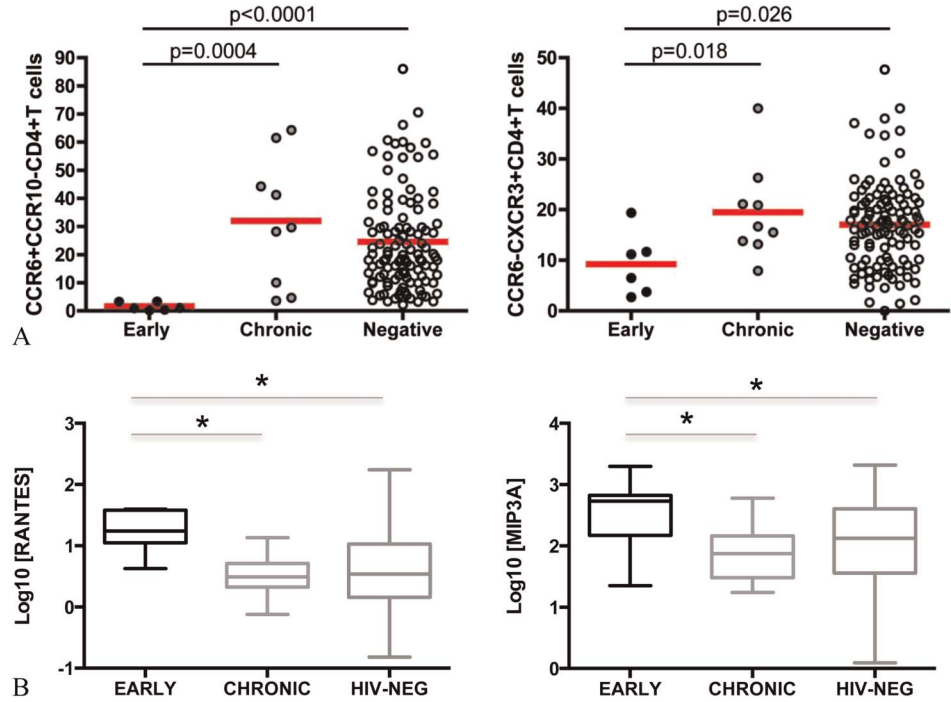 p<0.0001
p=0.0004
CCR6+CCR10-CD4+T cells
90
80
70
60
50
40
30
20
10
0
Early Chronic Negative
p=0.026
p=0.018
CCR6-CXCR3+CD4+T cells
50
40
30
20
10
0
Early Chronic Negative
A
*
*
Log10 [RANTES]
3
2
1
0
-1
EARLY CHRONIC HIV-NEG
*
*
Log10 [MIP3A]
4
3
2
1
0
EARLY CHRONIC HIV-NEG
B